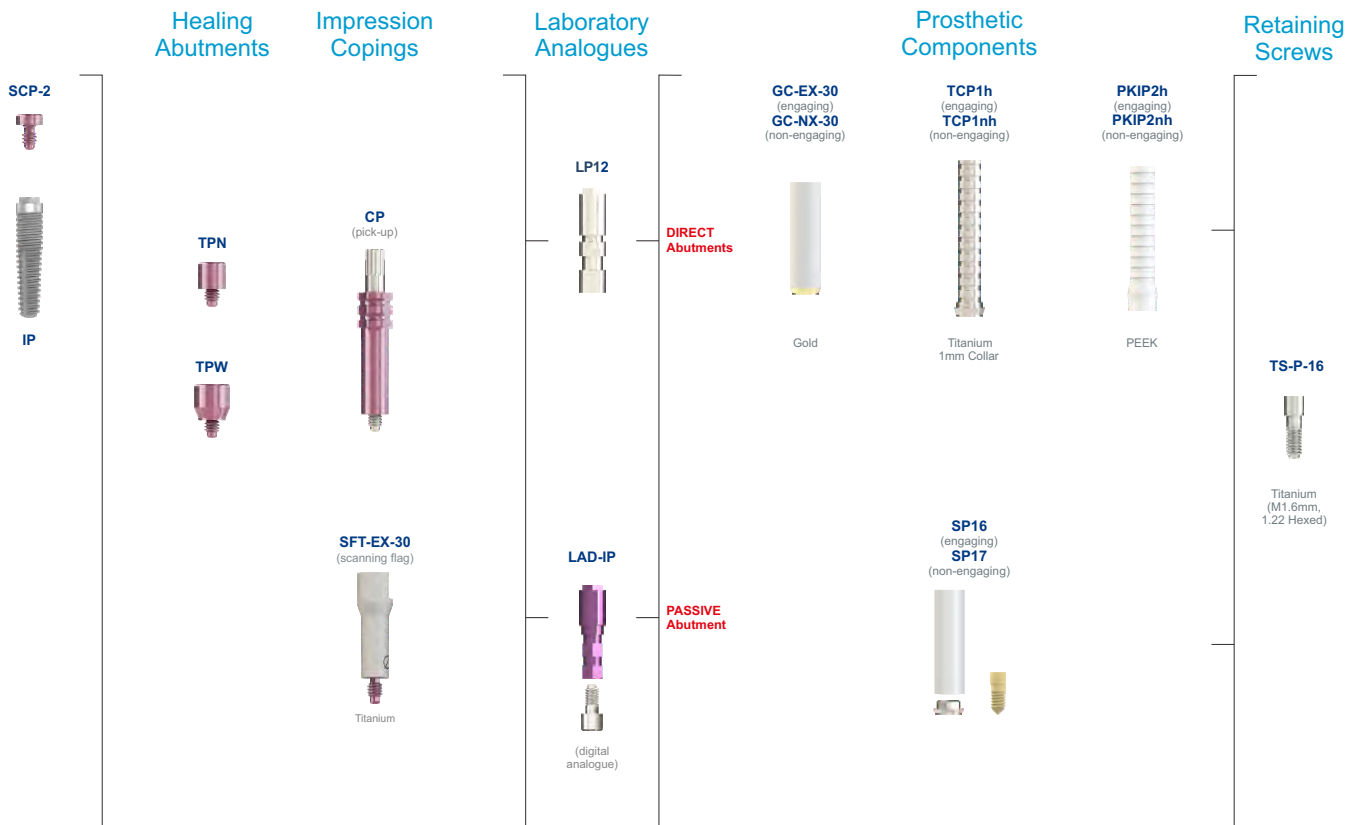 Healing
Abutments
Impression
Copings
Laboratory
Analogues
Prosthetic
Components
Retaining
Screws
SCP-2
IP
TPN
TPW
CP
(pick-up)
SFT-EX-30
(scanning flag)
Titanium
LP12
LAD-IP
(digital
analogue)
DIRECT
Abutments
PASSIVE
Abutment
GC-EX-30
(engaging)
GC-NX-30
(non-engaging)
Gold
TCP1h
(engaging)
TCP1nh
(non-engaging)
Titanium
1mm Collar
PKIP2h
(engaging)
PKIP2nh
(non-engaging)
PEEK
SP16
(engaging)
SP17
(non-engaging)
TS-P-16
Titanium
(M1.6mm,
1.22 Hexed)